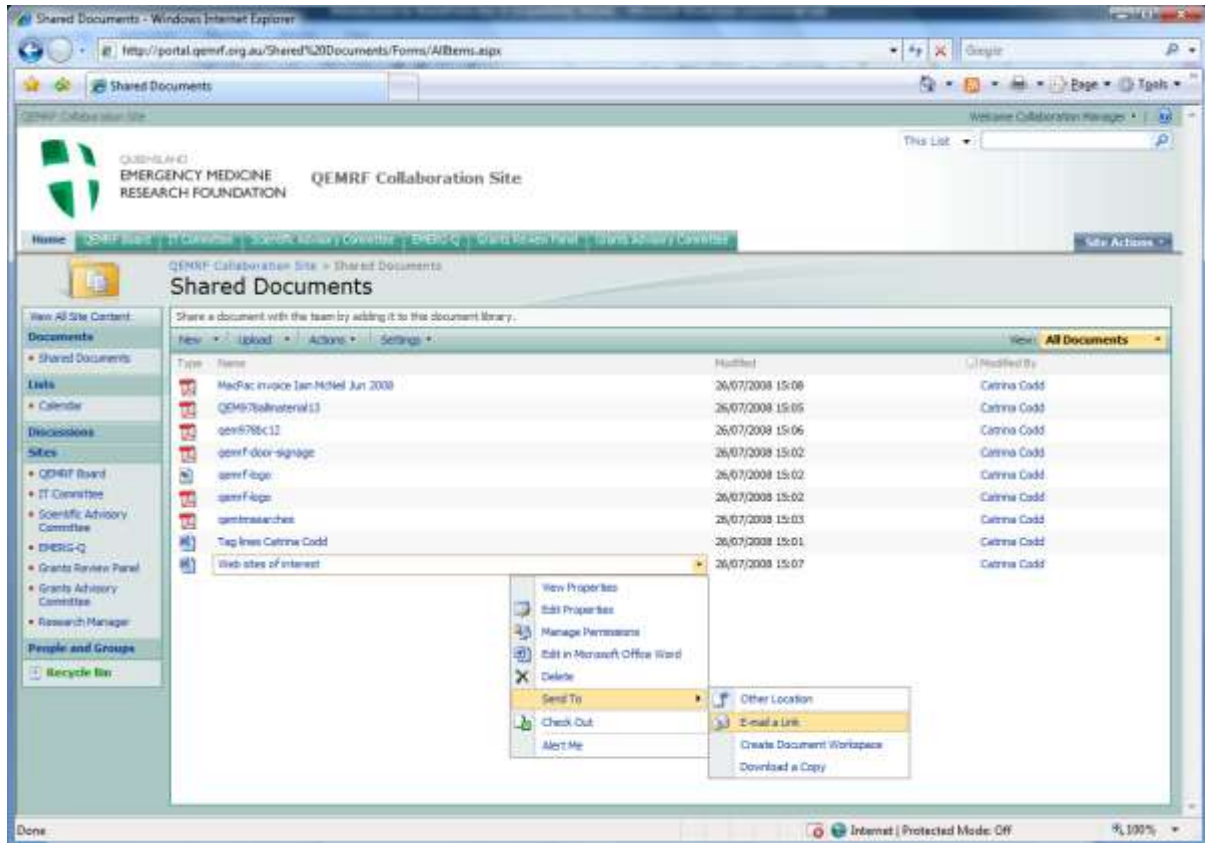 Shared Documents - Windows Internet Explorer
http://portal.qemrf.org.au/Shared%20Documents/Forms/AllItems.aspx
Google
Shared Documents
Page
Tools
QEMRF Collaboration Site
Welcome Collaboration Manager
This List
QUEENSLAND
EMERGENCY MEDICINE
RESEARCH FOUNDATION
QEMRF Collaboration Site
Home
QEMRF Board
IT Committee
Scientific Advisory Committee
EMERG-Q
Grants Review Panel
Grants Advisory Committee
Site Actions
QEMRF Collaboration Site > Shared Documents
Shared Documents
View All Site Content
Documents
Shared Documents
Lists
Calendar
Discussions
Sites
QEMRF Board
IT Committee
Scientific Advisory
Committee
EMERG-Q
Grants Review Panel
Grants Advisory
Committee
Research Manager
People and Groups
Recycle Bin
Share a document with the team by adding it to this document library.
New Upload Actions Settings View: All Documents
Type Name Modified Modified By
MacPac invoice Iain McNeil Jun 2008 26/07/2008 15:08 Catrina Codd
26/07/2008 15:05 Catrina Codd
qem978bc12 26/07/2008 15:06 Catrina Codd
qemrf-door-signage 26/07/2008 15:02 Catrina Codd
qemrf-logo 26/07/2008 15:02 Catrina Codd
qemrf-logo 26/07/2008 15:02 Catrina Codd
26/07/2008 15:03 Catrina Codd
Tag lines Catrina Codd 26/07/2008 15:01 Catrina Codd
Web sites of interest 26/07/2008 15:07 Catrina Codd
View Properties
Edit Properties
Manage Permissions
Edit in Microsoft Office Word
Delete
Send To
Check Out
Alert Me
Other Location
E-mail a Link
Create Document Workspace
Download a Copy
Done
Internet | Protected Mode: Off
100%